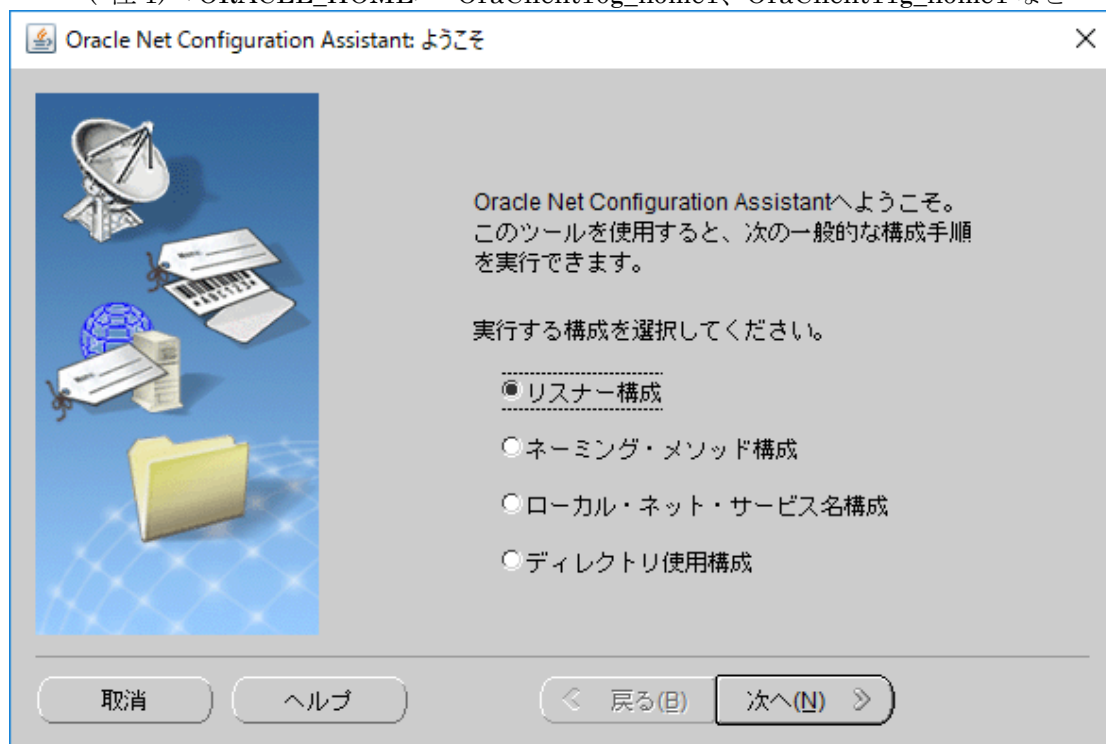 Oracle Net Configuration Assistant: ようこそ
Oracle Net Configuration Assistantへようこそ。
このツールを使用すると、次の一般的な構成手順
を実行できます。
実行する構成を選択してください。
リスナー構成
ネーミング・メソッド構成
ローカル・ネット・サービス名構成
ディレクトリ使用構成
取消
ヘルプ
戻る(B)
次へ(N)